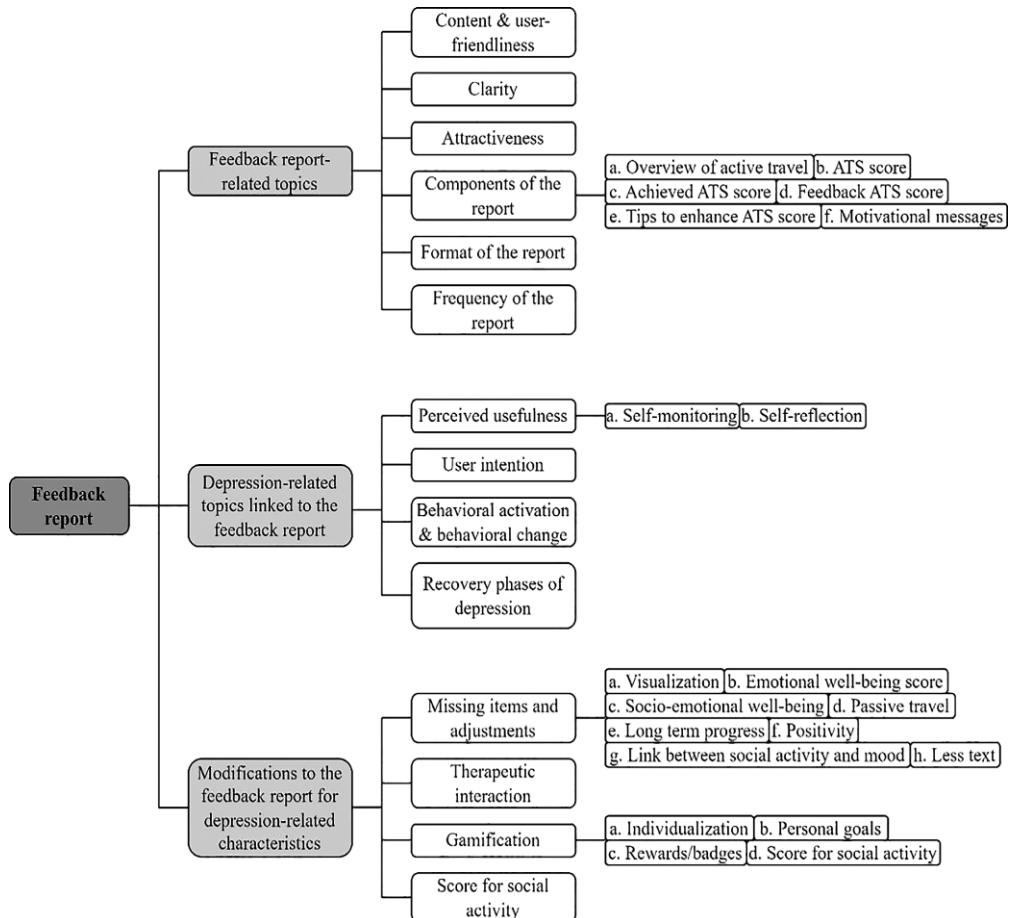 Feedback
report
Feedback report-
related topics
Content & user-
friendliness
Clarity
Attractiveness
Components of the
report
a. Overview of active travel b. ATS score
c. Achieved ATS score d. Feedback ATS score
e. Tips to enhance ATS score f. Motivational messages
Format of the report
Frequency of the
report
Depression-related
topics linked to the
feedback report
Perceived usefulness
a. Self-monitoring b. Self-reflection
User intention
Behavioral activation
& behavioral change
Recovery phases of
depression
Modifications to the
feedback report for
depression-related
characteristics
Missing items and
adjustments
a. Visualization b. Emotional well-being score
c. Socio-emotional well-being d. Passive travel
e. Long term progress f. Positivity
g. Link between social activity and mood h. Less text
Therapeutic
interaction
Gamification
a. Individualization b. Personal goals
c. Rewards/badges d. Score for social activity
Score for social
activity